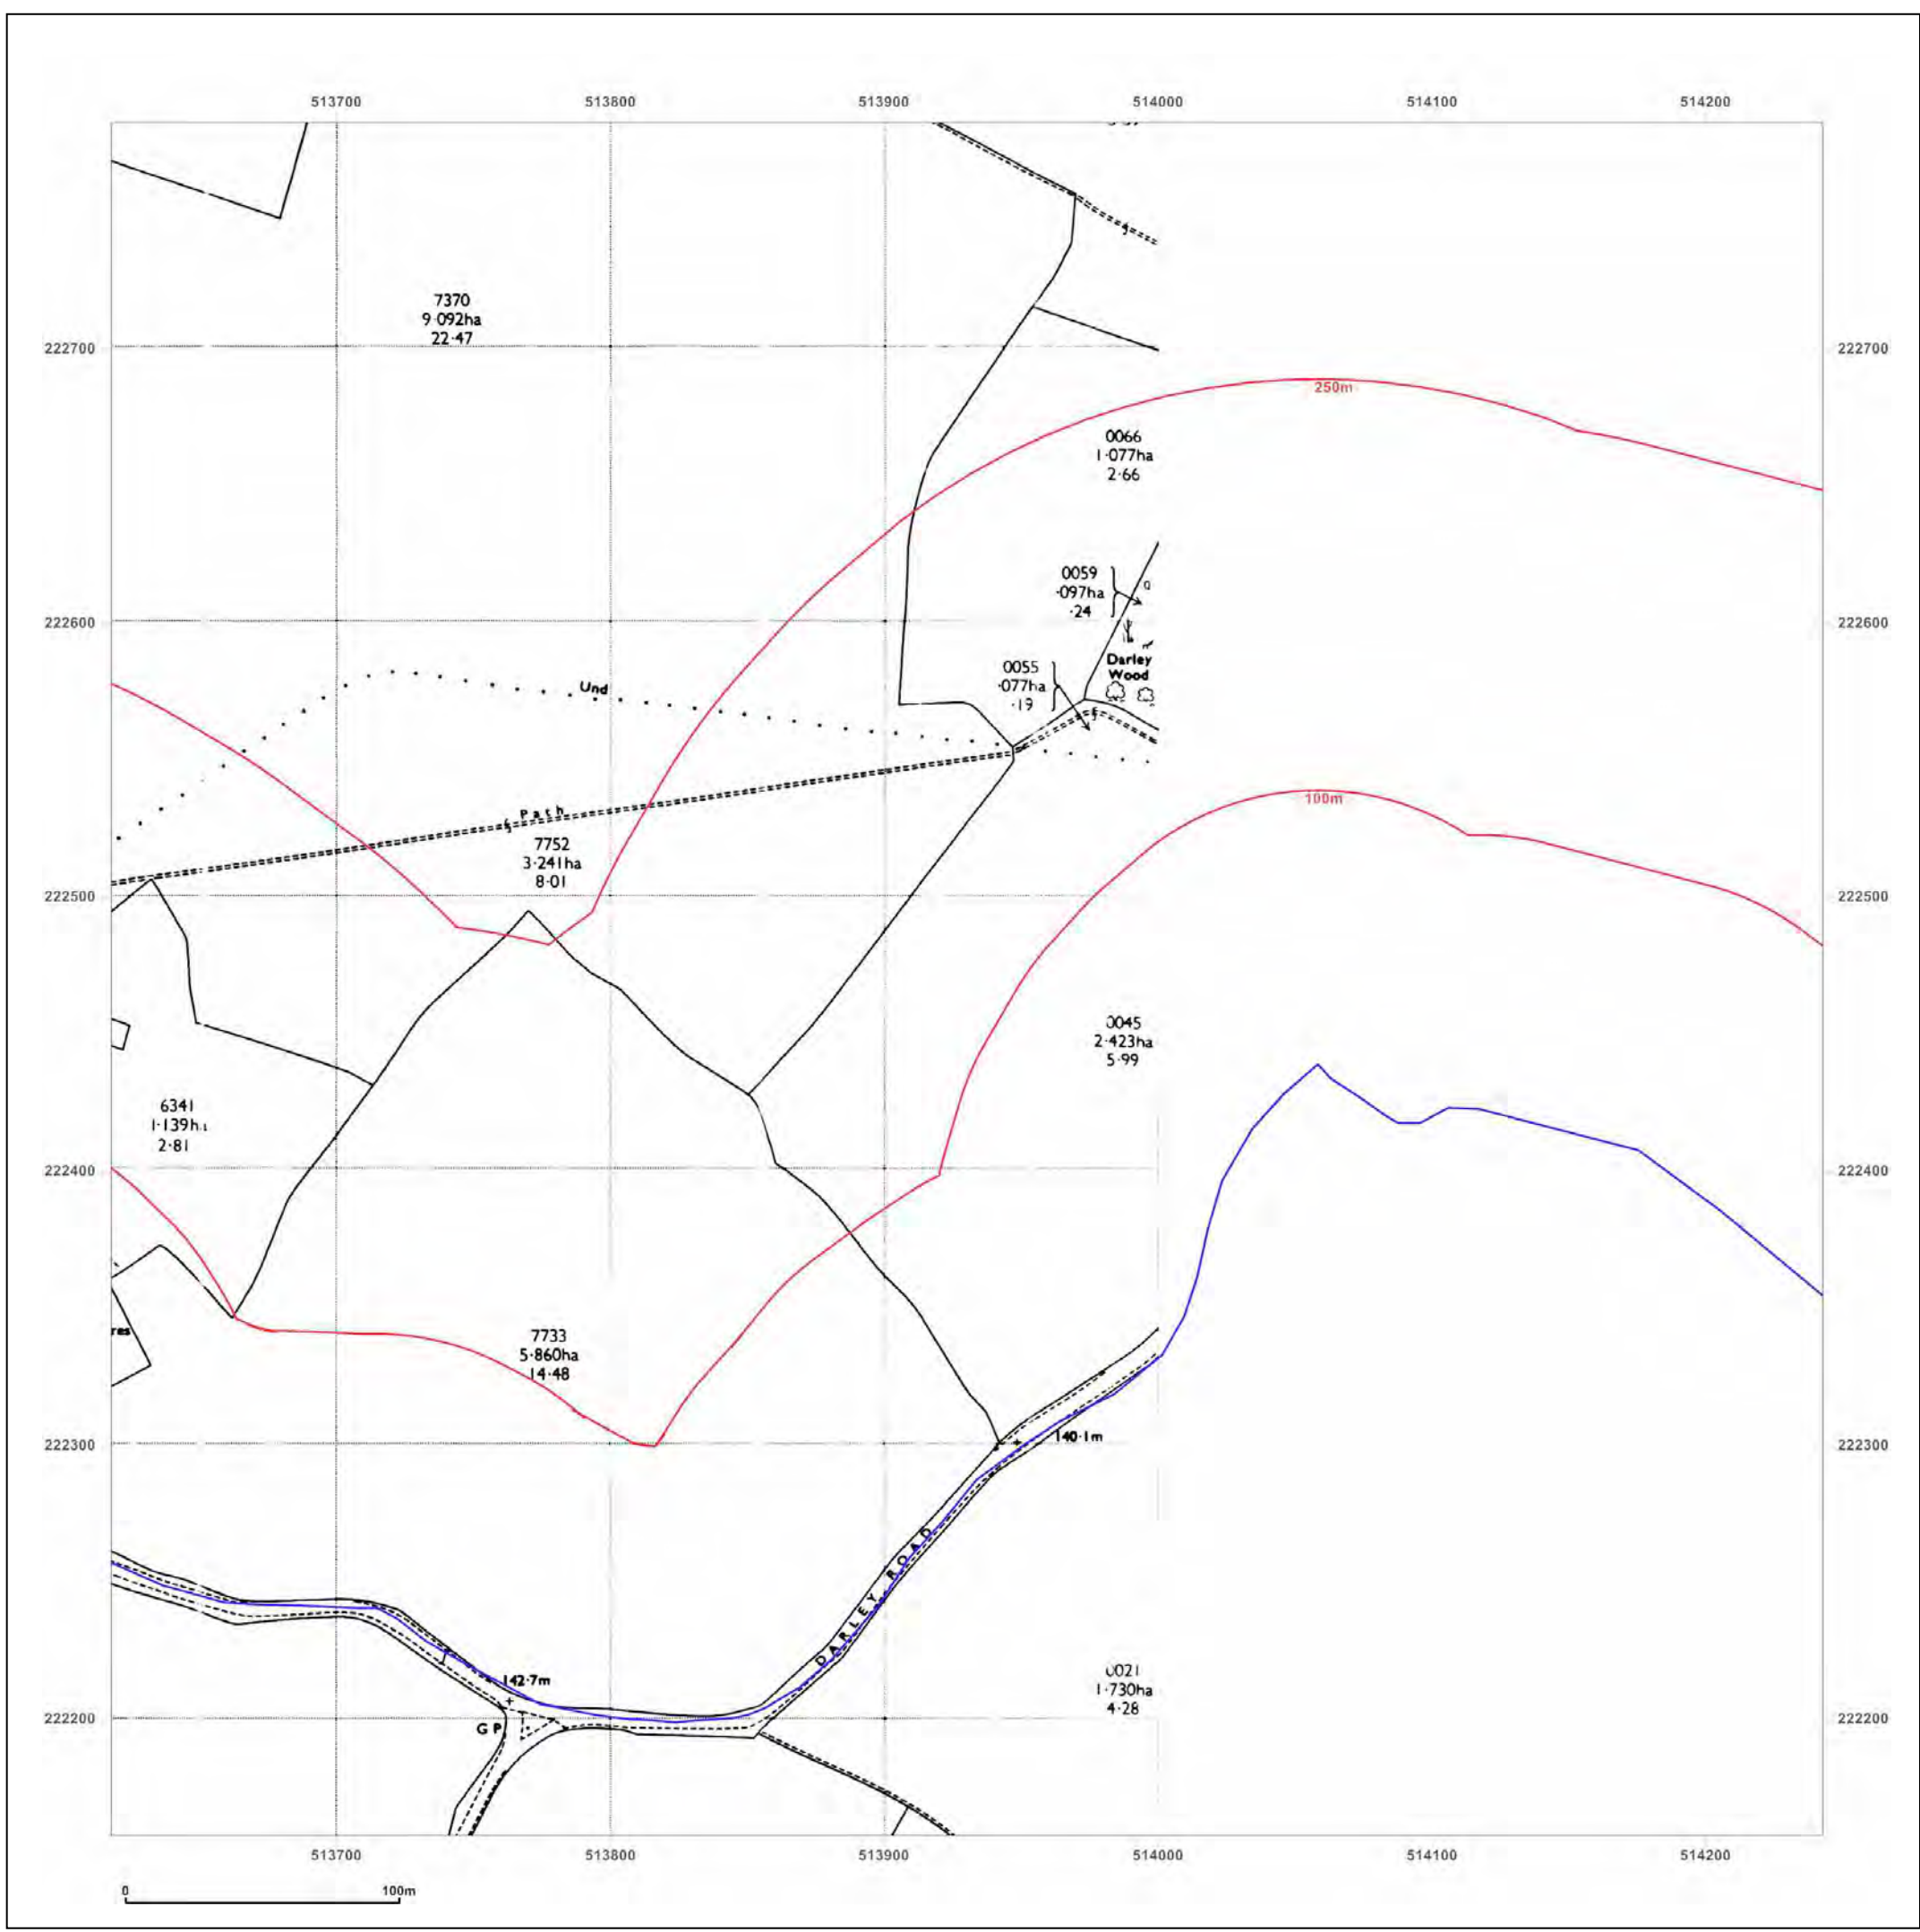 513700 513800 513900 514000 514100 514200
7370
9·092ha
22·47
222700 222700
250m
0066
1·077ha
2·66
0059
·097ha
·24
222600 222600
Darley
Wood
0055
·077ha
·19
Und
Path
100m
7752
3·241ha
8·01
222500 222500
0045
2·423ha
5·99
6341
1·139ha
2·81
222400 222400
res
7733
5·860ha
14·48
222300 222300
140·1m
DARLEY ROAD
142·7m
0021
1·730ha
4·28
222200 222200
GP
513700 513800 513900 514000 514100 514200
0 100m